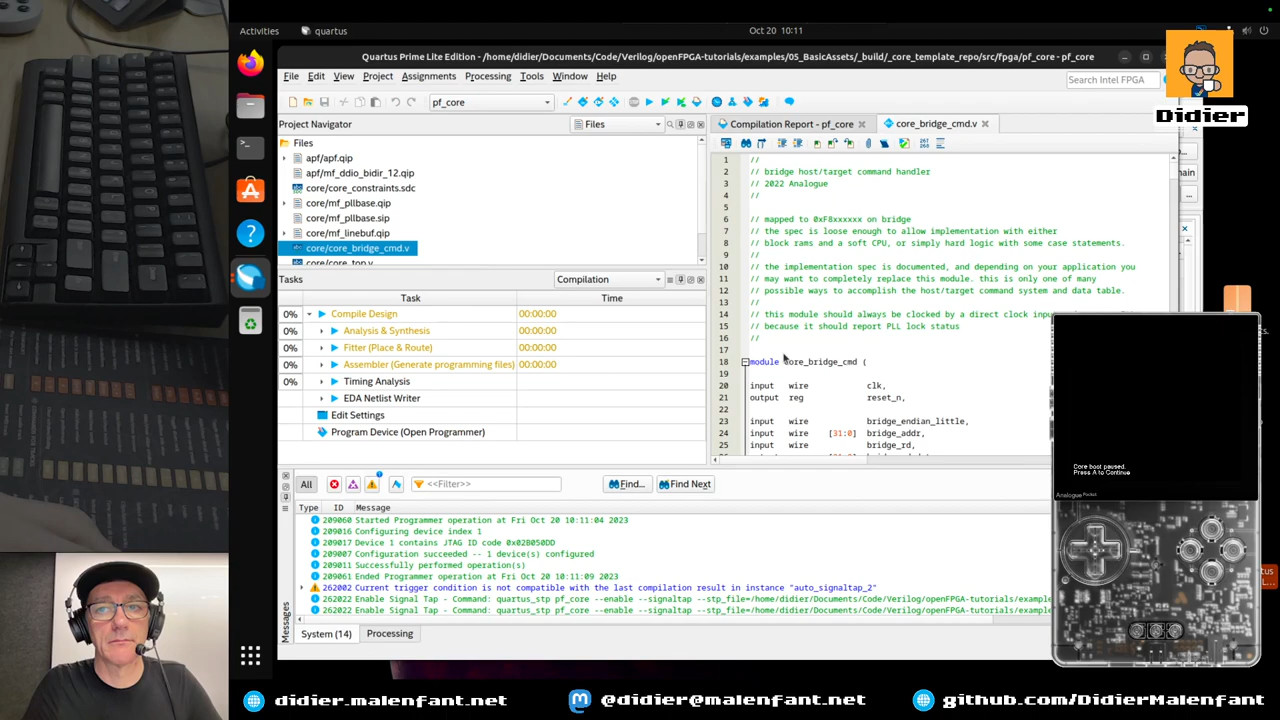 Activities
quartus
Oct 20 10:11
Quartus Prime Lite Edition - /home/didier/Documents/Code/Verilog/openFPGA-tutorials/examples/05_BasicAssets/_build/_core_template_repo/src/fpga/pf_core - pf_core
File Edit View Project Assignments Processing Tools Window Help
Search Intel FPGA
pf_core
Didier
Project Navigator
Files
Compilation Report - pf_core
core_bridge_cmd.v
Files
apf/apf.qip
apf/mf_ddio_bidir_12.qip
core/core_constraints.sdc
core/mf_pllbase.qip
core/mf_pllbase.sip
core/mf_linebuf.qip
core/core_bridge_cmd.v
core/core_top.v
1 //
2 // bridge host/target command handler
3 // 2022 Analogue
4 //
5
6 // mapped to 0xF8xxxxxx on bridge
7 // the spec is loose enough to allow implementation with either
8 // block rams and a soft CPU, or simply hard logic with some case statements.
9 //
10 // the implementation spec is documented, and depending on your application you
11 // may want to completely replace this module. this is only one of many
12 // possible ways to accomplish the host/target command system and data table.
13 //
14 // this module should always be clocked by a direct clock input
15 // because it should report PLL lock status
16 //
17
18 module core_bridge_cmd (
19
20 input wire clk,
21 output reg reset_n,
22
23 input wire bridge_endian_little,
24 input wire [31:0] bridge_addr,
25 input wire bridge_rd,
Tasks
Compilation
Task Time
0% Compile Design 00:00:00
0% Analysis & Synthesis 00:00:00
0% Fitter (Place & Route) 00:00:00
0% Assembler (Generate programming files) 00:00:00
0% Timing Analysis
EDA Netlist Writer
Edit Settings
Program Device (Open Programmer)
All
<<Filter>>
Find...
Find Next
Type ID Message
209060 Started Programmer operation at Fri Oct 20 10:11:04 2023
209016 Configuring device index 1
209017 Device 1 contains JTAG ID code 0x02B050DD
209007 Configuration succeeded -- 1 device(s) configured
209011 Successfully performed operation(s)
209061 Ended Programmer operation at Fri Oct 20 10:11:09 2023
262002 Current trigger condition is not compatible with the last compilation result in instance "auto_signaltap_2"
262022 Enable Signal Tap - Command: quartus_stp pf_core --enable --signaltap --stp_file=/home/didier/Documents/Code/Verilog/openFPGA-tutorials/example
262022 Enable Signal Tap - Command: quartus_stp pf_core --enable --signaltap --stp_file=/home/didier/Documents/Code/Verilog/openFPGA-tutorials/example
Messages
System (14)
Processing
Core boot paused.
Press A to Continue
Analogue Pocket
didier.malenfant.net
@didier@malenfant.net
github.com/DidierMalenfant